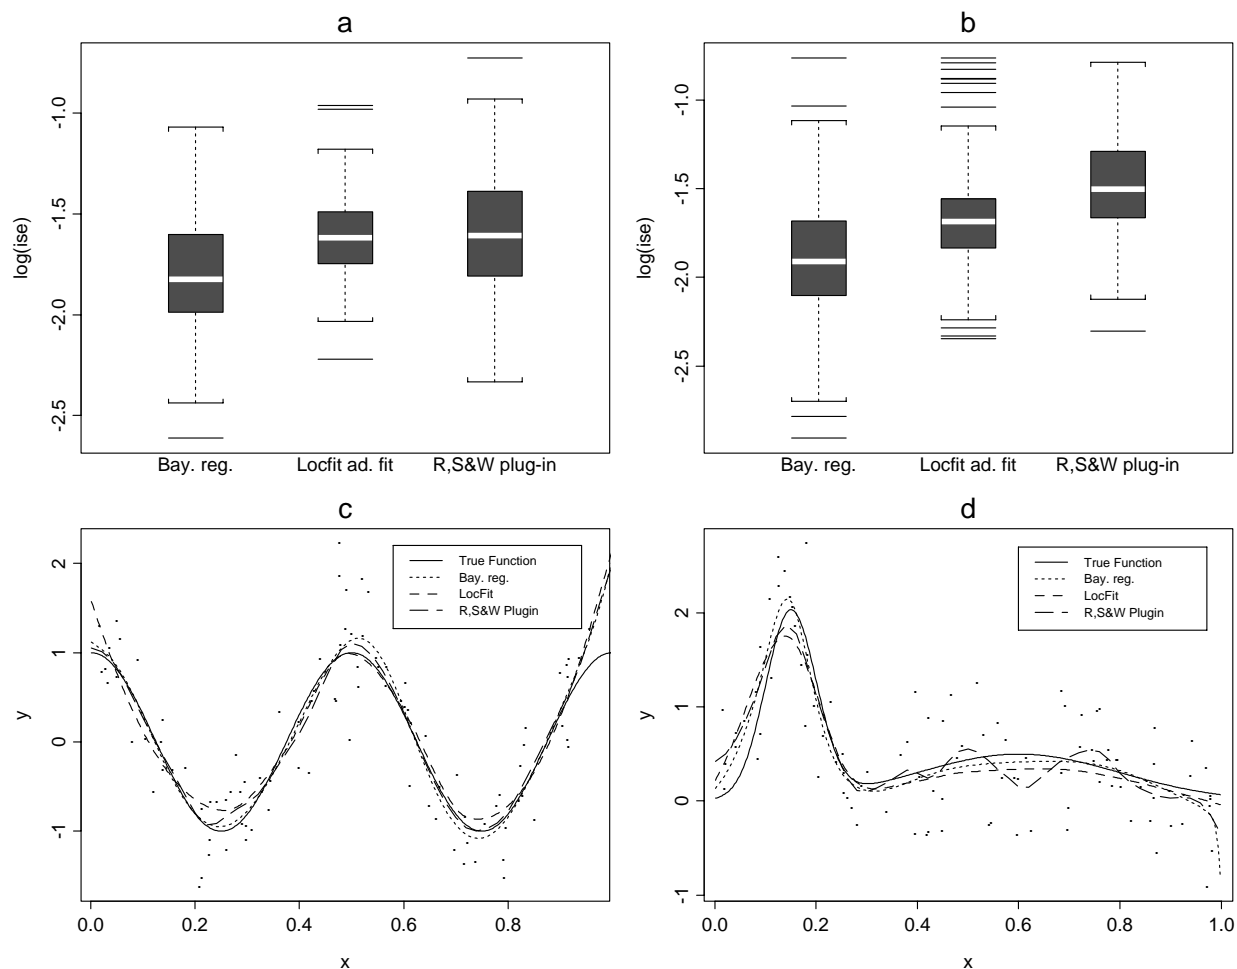 a
log(ise)
-1.0
-1.5
-2.0
-2.5
Bay. reg.
Locfit ad. fit
R,S&W plug-in
b
log(ise)
-1.0
-1.5
-2.0
-2.5
Bay. reg.
Locfit ad. fit
R,S&W plug-in
c
True Function
Bay. reg.
LocFit
R,S&W Plugin
y
2
1
0
-1
0.0 0.2 0.4 0.6 0.8
x
d
True Function
Bay. reg.
LocFit
R,S&W Plugin
y
2
1
0
-1
0.0 0.2 0.4 0.6 0.8 1.0
x